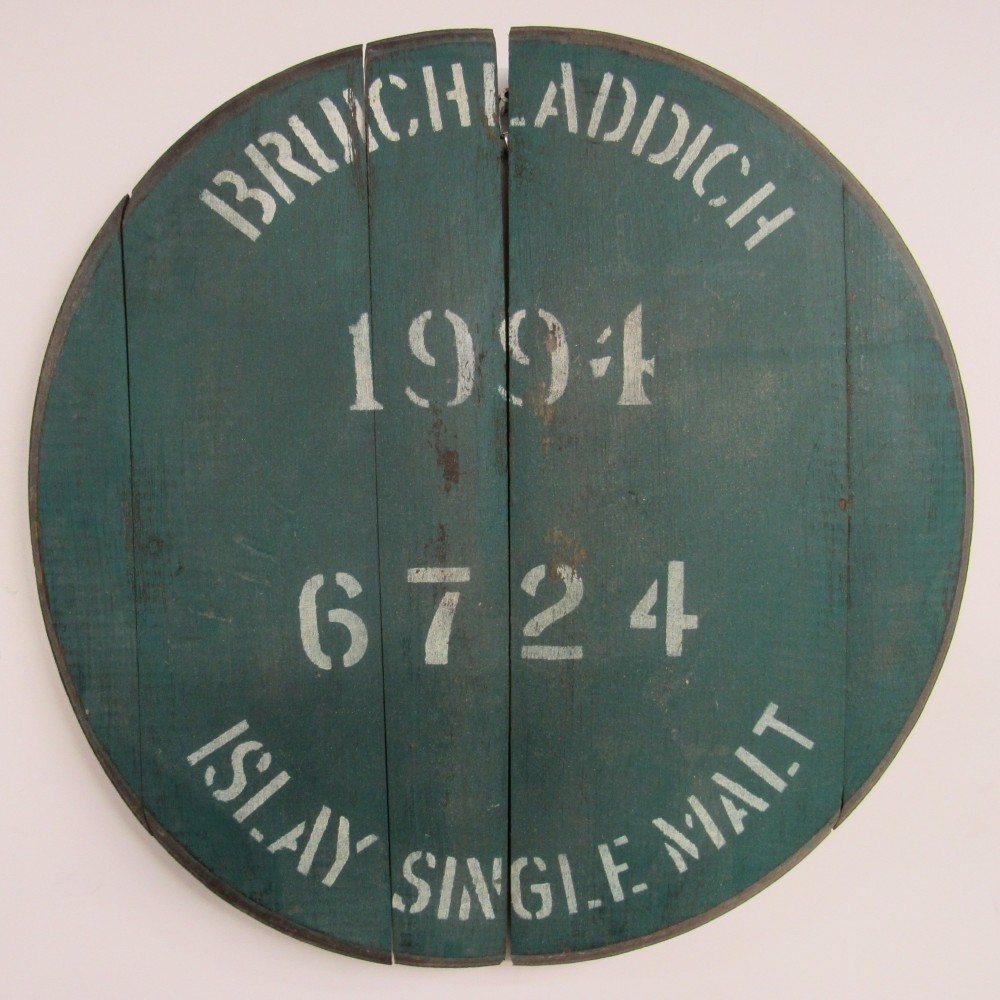 BRUICHLADDICH
1994
6724
ISLAY SINGLE MALT